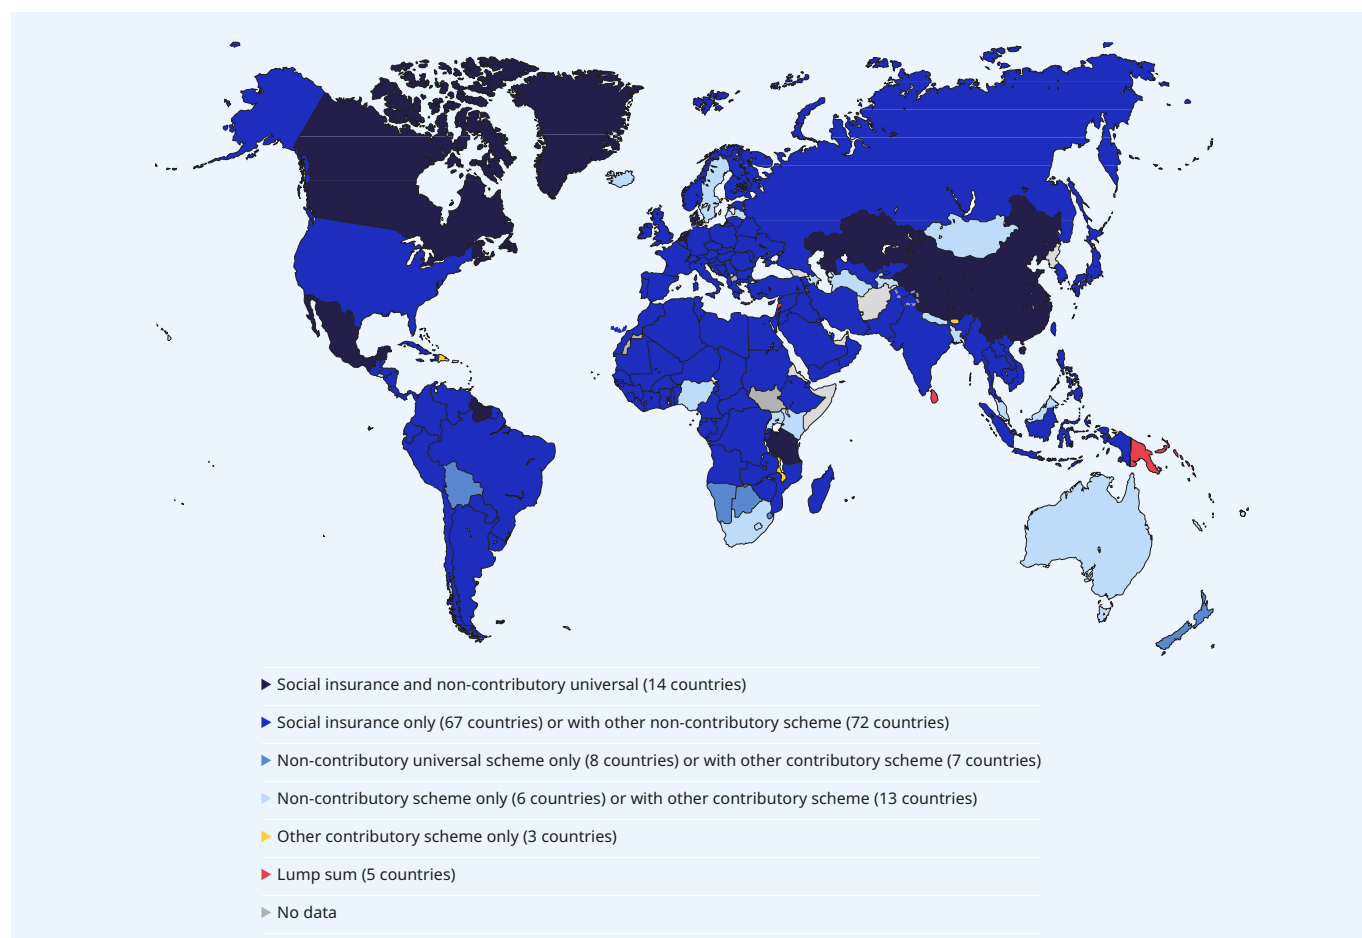 Social insurance and non-contributory universal (14 countries)
Social insurance only (67 countries) or with other non-contributory scheme (72 countries)
Non-contributory universal scheme only (8 countries) or with other contributory scheme (7 countries)
Non-contributory scheme only (6 countries) or with other contributory scheme (13 countries)
Other contributory scheme only (3 countries)
Lump sum (5 countries)
No data